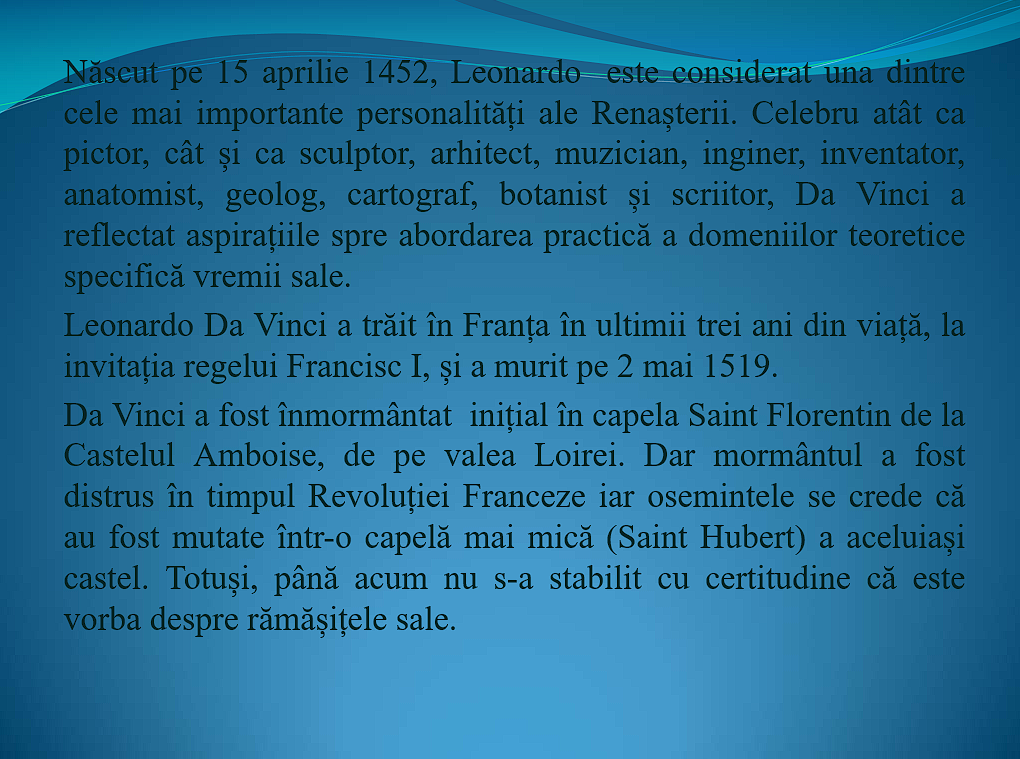 Născut pe 15 aprilie 1452, Leonardo  este considerat una dintre
cele mai importante personalități ale Renașterii. Celebru atât ca
pictor, cât și ca sculptor, arhitect, muzician, inginer, inventator,
anatomist, geolog, cartograf, botanist și scriitor, Da Vinci a
reflectat aspirațiile spre abordarea practică a domeniilor teoretice
specifică vremii sale.
Leonardo Da Vinci a trăit în Franța în ultimii trei ani din viață, la
invitația regelui Francisc I, și a murit pe 2 mai 1519.
Da Vinci a fost înmormântat  inițial în capela Saint Florentin de la
Castelul Amboise, de pe valea Loirei. Dar mormântul a fost
distrus în timpul Revoluției Franceze iar osemintele se crede că
au fost mutate într-o capelă mai mică (Saint Hubert) a aceluiași
castel. Totuși, până acum nu s-a stabilit cu certitudine că este
vorba despre rămășițele sale.